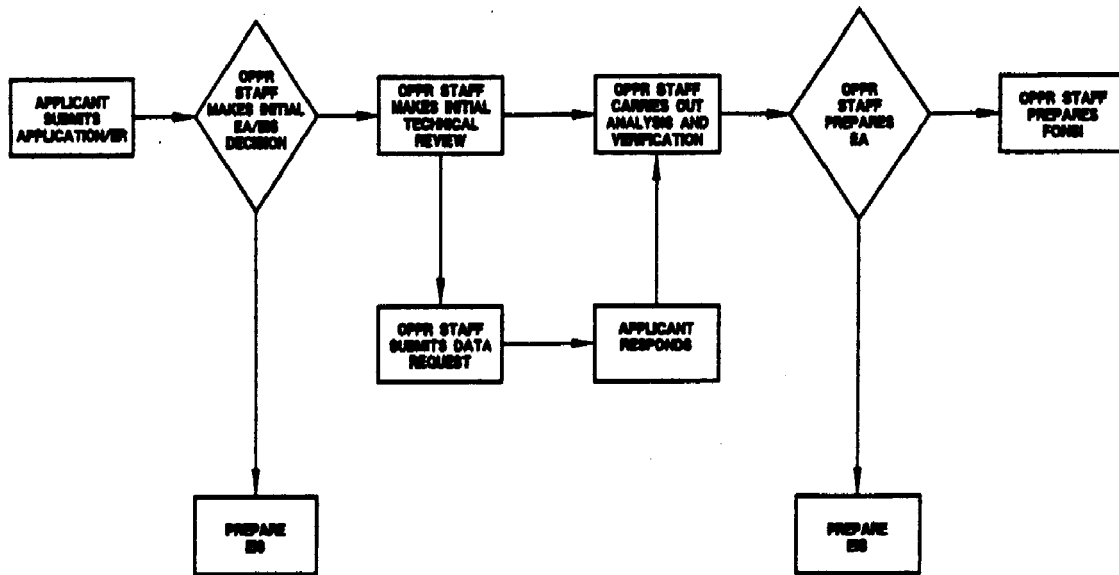 APPLICANT
SUBMITS
APPLICATION/ER
OPPR
STAFF
MAKES INITIAL
EA/EIS
DECISION
OPPR STAFF
MAKES INITIAL
TECHNICAL
REVIEW
OPPR STAFF
CARRIES OUT
ANALYSIS AND
VERIFICATION
OPPR
STAFF
PREPARES
EA
OPPR STAFF
PREPARES
FONSI
OPPR STAFF
SUBMITS DATA
REQUEST
APPLICANT
RESPONDS
PREPARE
EIS
PREPARE
EIS